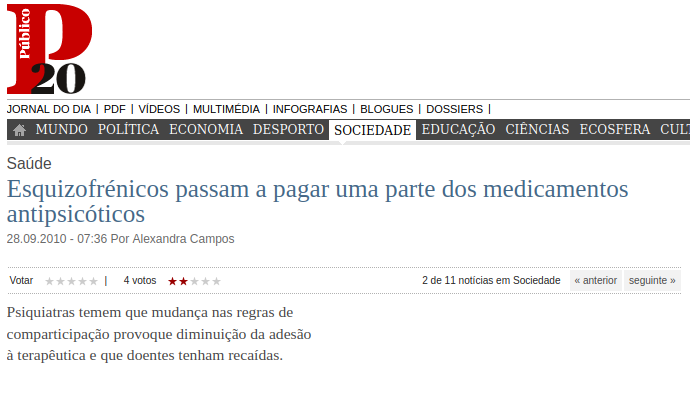 Público
P
20
JORNAL DO DIA | PDF | VÍDEOS | MULTIMÉDIA | INFOGRAFIAS | BLOGUES | DOSSIERS |
MUNDO POLÍTICA ECONOMIA DESPORTO SOCIEDADE EDUCAÇÃO CIÊNCIAS ECOSFERA CULT
Saúde
Esquizofrénicos passam a pagar uma parte dos medicamentos
antipsicóticos
28.09.2010 - 07:36 Por Alexandra Campos
Votar | 4 votos 2 de 11 notícias em Sociedade « anterior seguinte »
Psiquiatras temem que mudança nas regras de
comparticipação provoque diminuição da adesão
à terapêutica e que doentes tenham recaídas.